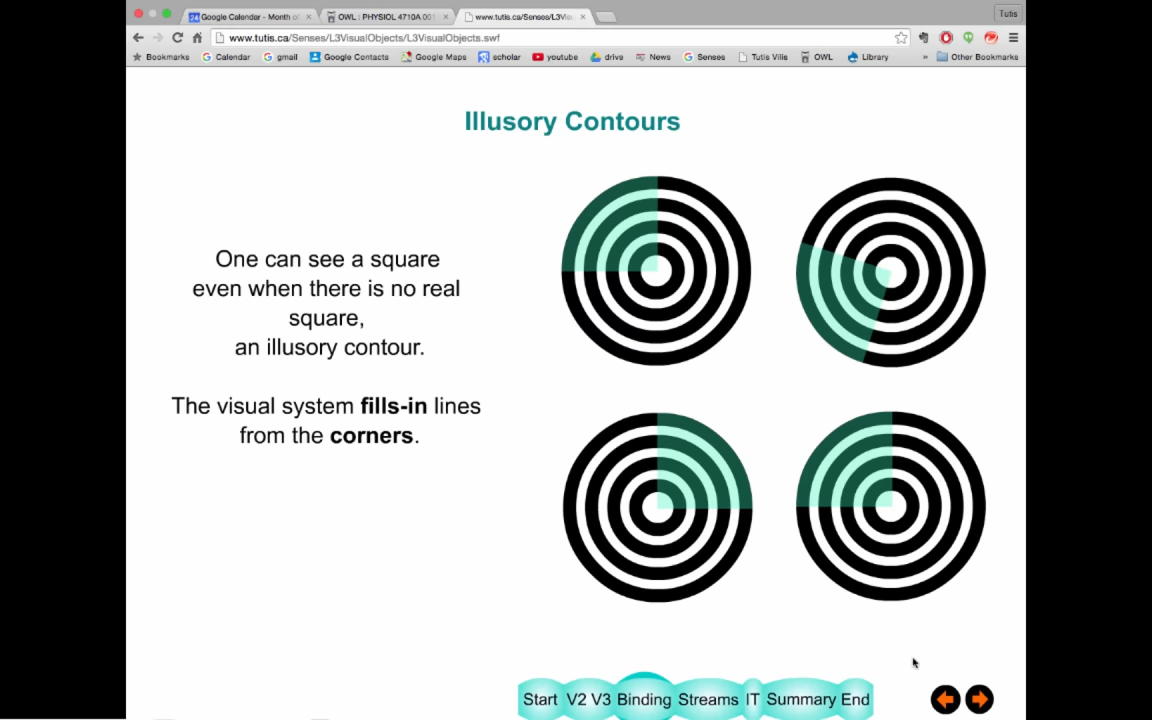 Google Calendar - Month o
OWL : PHYSIOL 4710A 001
www.tutis.ca/Senses/L3Vis
Tutis
www.tutis.ca/Senses/L3VisualObjects/L3VisualObjects.swf
Bookmarks Calendar gmail Google Contacts Google Maps scholar youtube drive News Senses Tutis Vilis OWL Library » Other Bookmarks
Illusory Contours
One can see a square
even when there is no real
square,
an illusory contour.
The visual system fills-in lines
from the corners.
Start V2 V3 Binding Streams IT Summary End